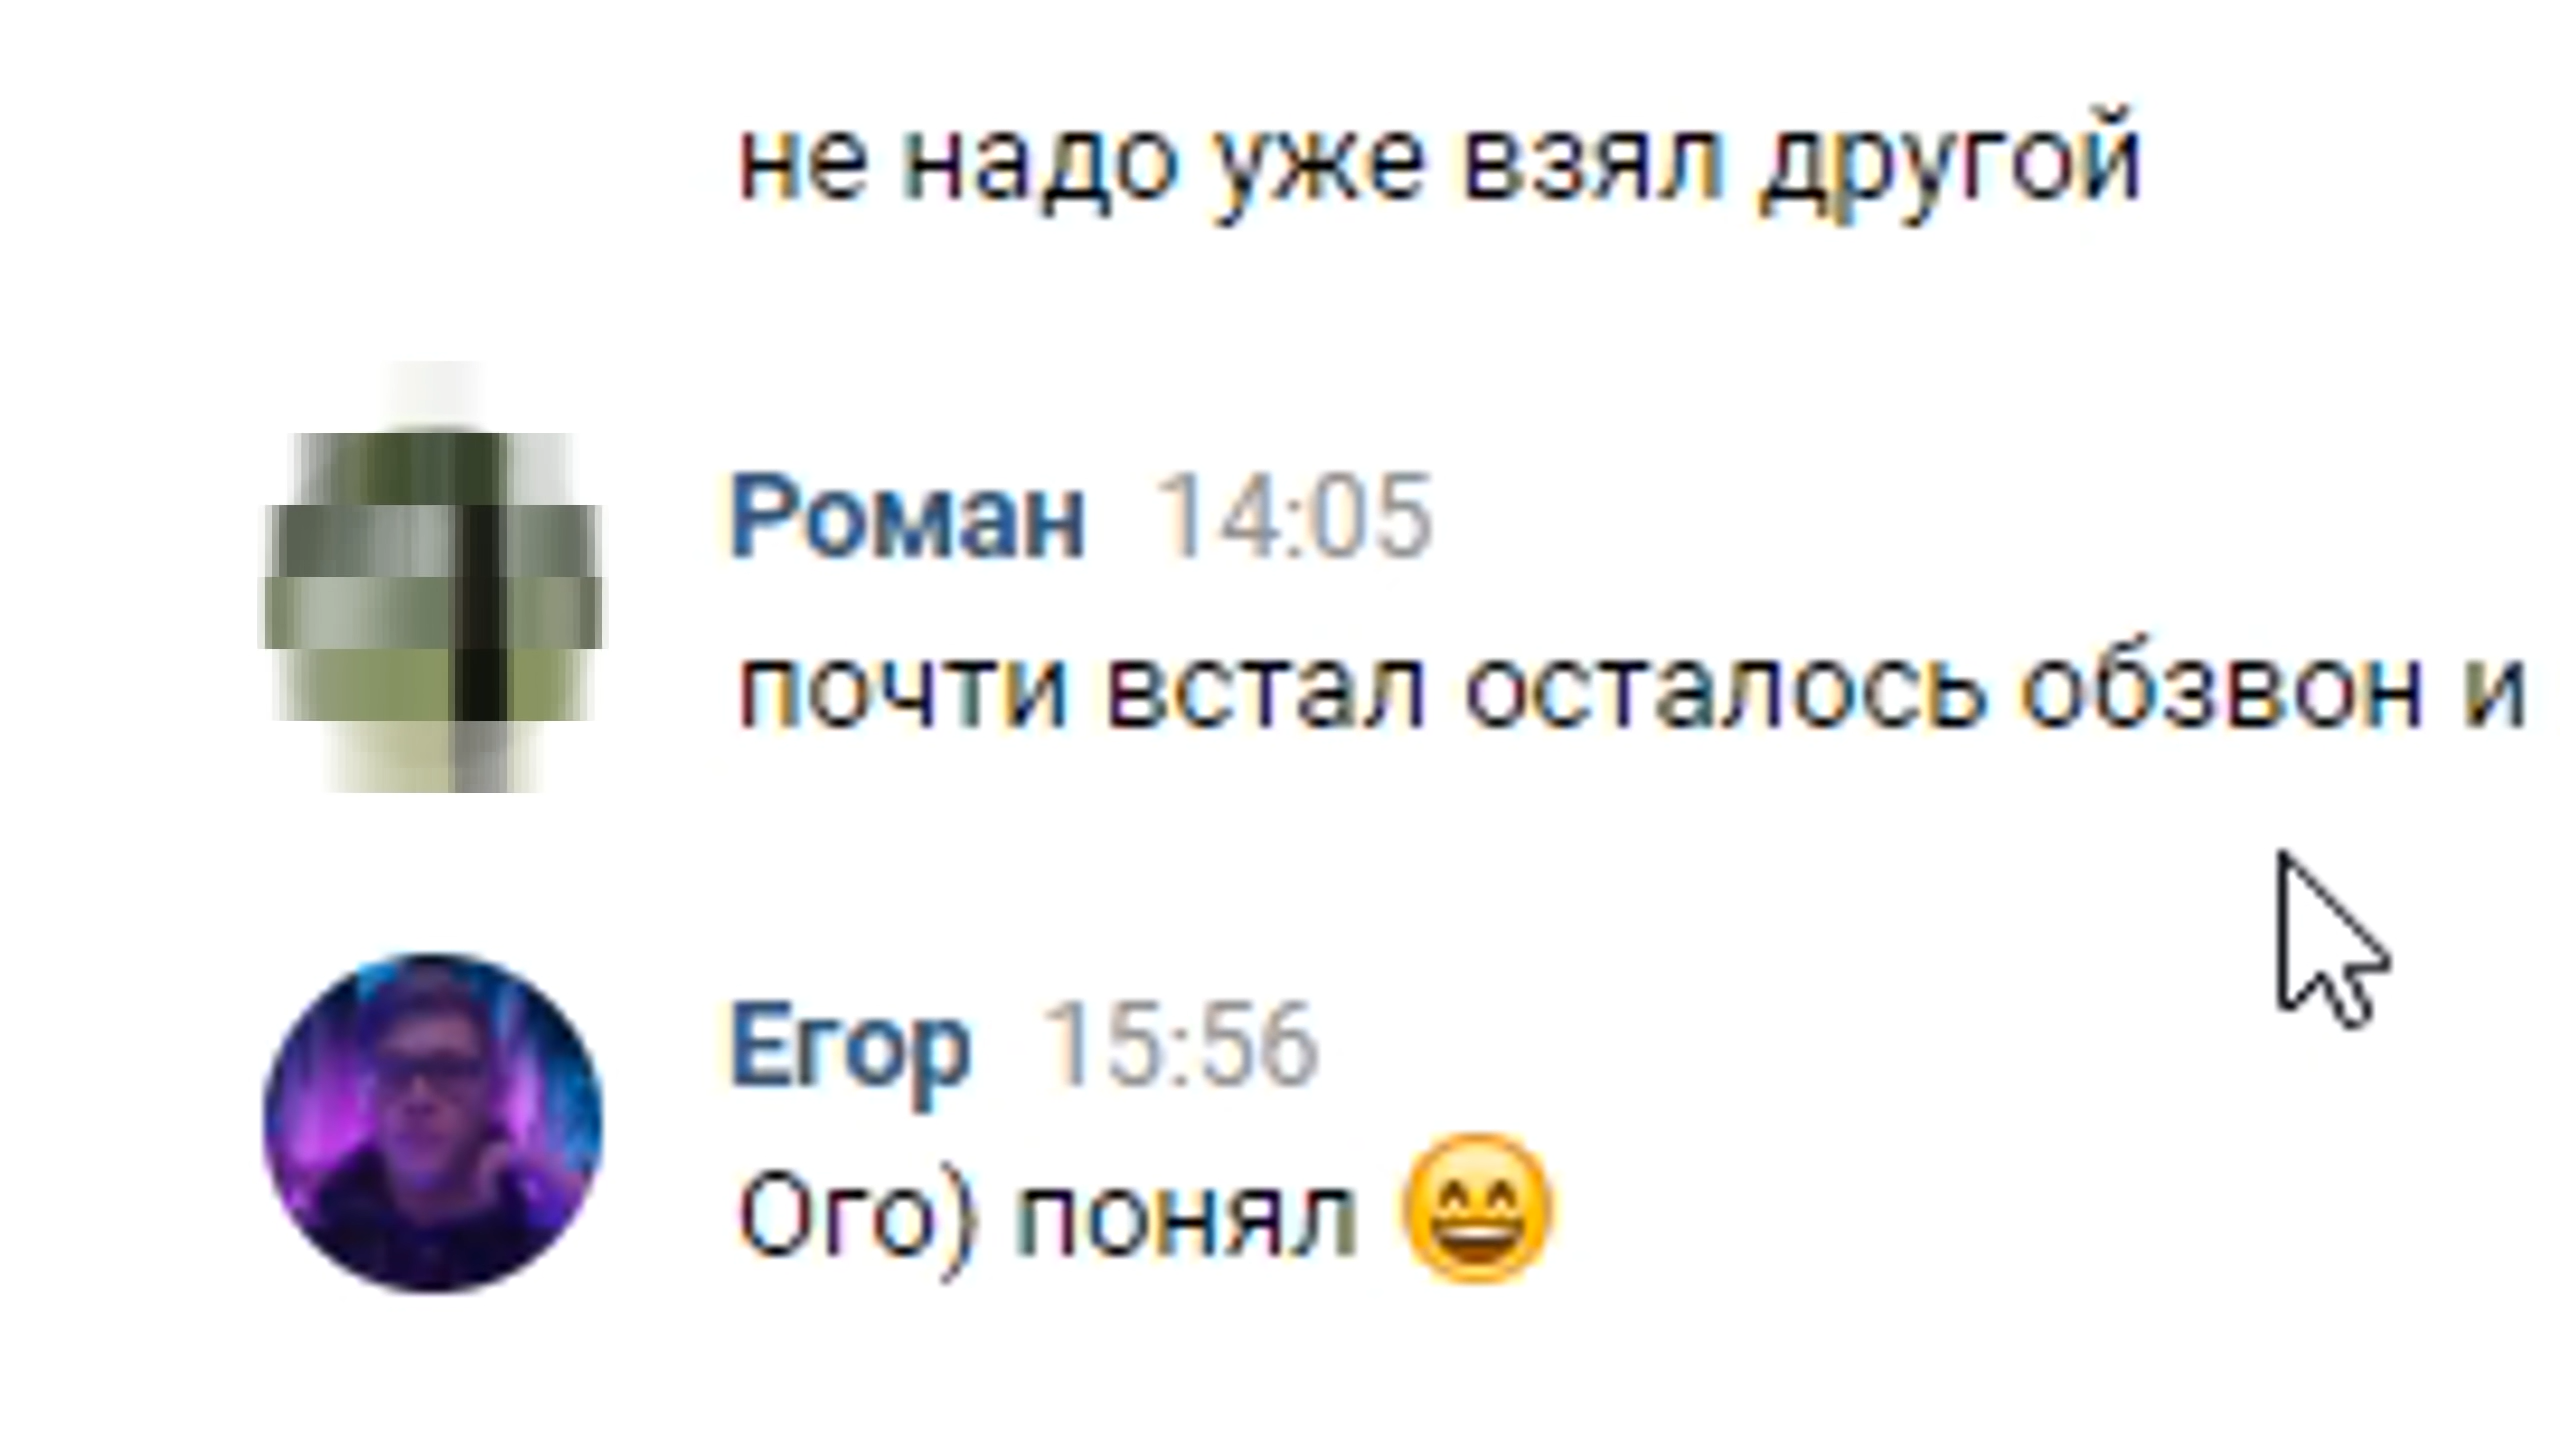 не надо уже взял другой
Роман 14:05
почти встал осталось обзвон и
Егор 15:56
Ого) понял 😄